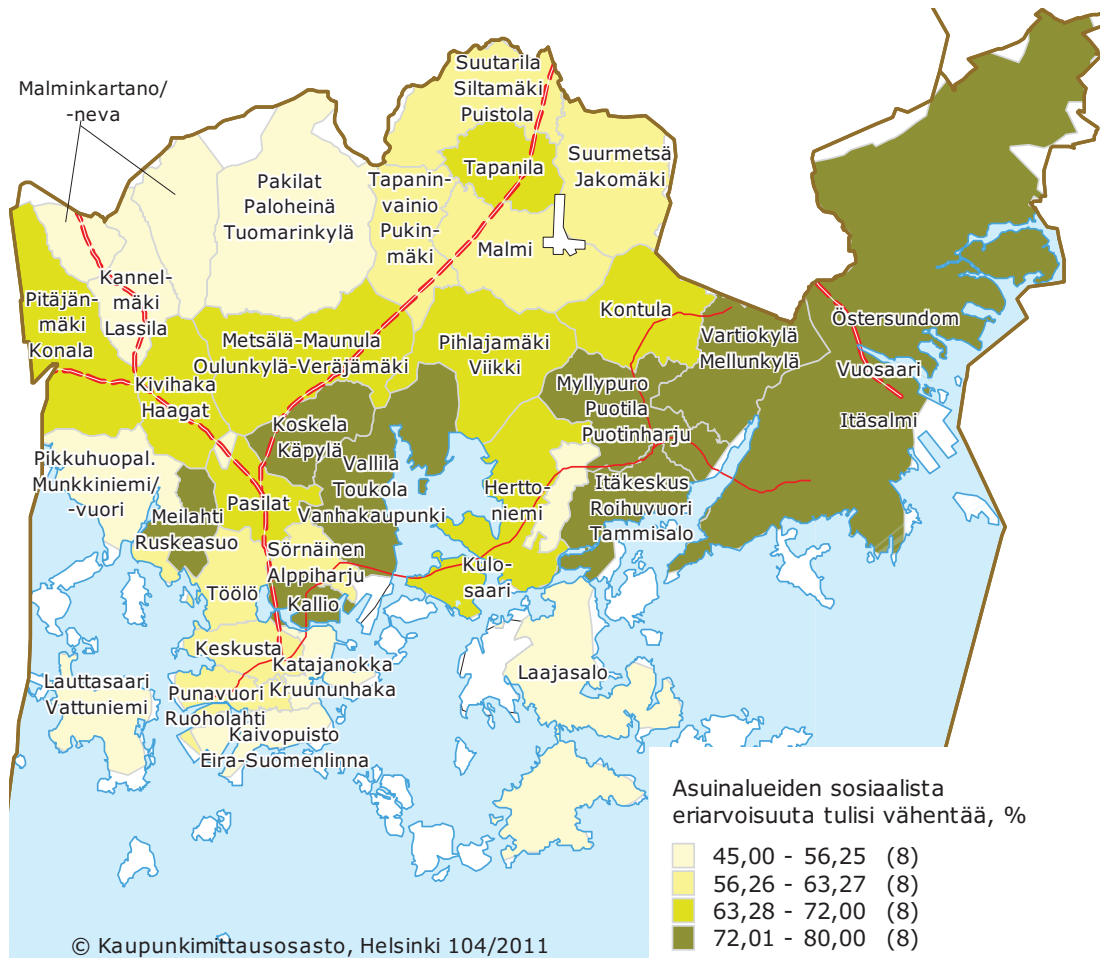 Suutarila
Siltamäki
Puistola
Malminkartano/
-neva
Tapanila
Suurmetsä
Jakomäki
Pakilat
Paloheinä
Tuomarinkylä
Tapanin-
vainio
Pukin-
mäki
Malmi
Kannel-
mäki
Lassila
Pitäjän-
mäki
Konala
Metsälä-Maunula
Oulunkylä-Veräjämäki
Pihlajamäki
Viikki
Kontula
Vartiokylä
Mellunkylä
Östersundom
Vuosaari
Itäsalmi
Kivihaka
Haagat
Myllypuro
Puotila
Puotinharju
Koskela
Käpylä
Vallila
Toukola
Vanhakaupunki
Pikkuhuopal.
Munkkiniemi/
-vuori
Meilahti
Ruskeasuo
Pasilat
Hertto-
niemi
Itäkeskus
Roihuvuori
Tammisalo
Sörnäinen
Alppiharju
Kallio
Kulo-
saari
Töölö
Keskusta
Katajanokka
Kruununhaka
Laajasalo
Lauttasaari
Vattuniemi
Punavuori
Ruoholahti
Kaivopuisto
Eira-Suomenlinna
Asuinalueiden sosiaalista
eriarvoisuuta tulisi vähentää, %
45,00 - 56,25 (8)
56,26 - 63,27 (8)
63,28 - 72,00 (8)
72,01 - 80,00 (8)
© Kaupunkimittausosasto, Helsinki 104/2011